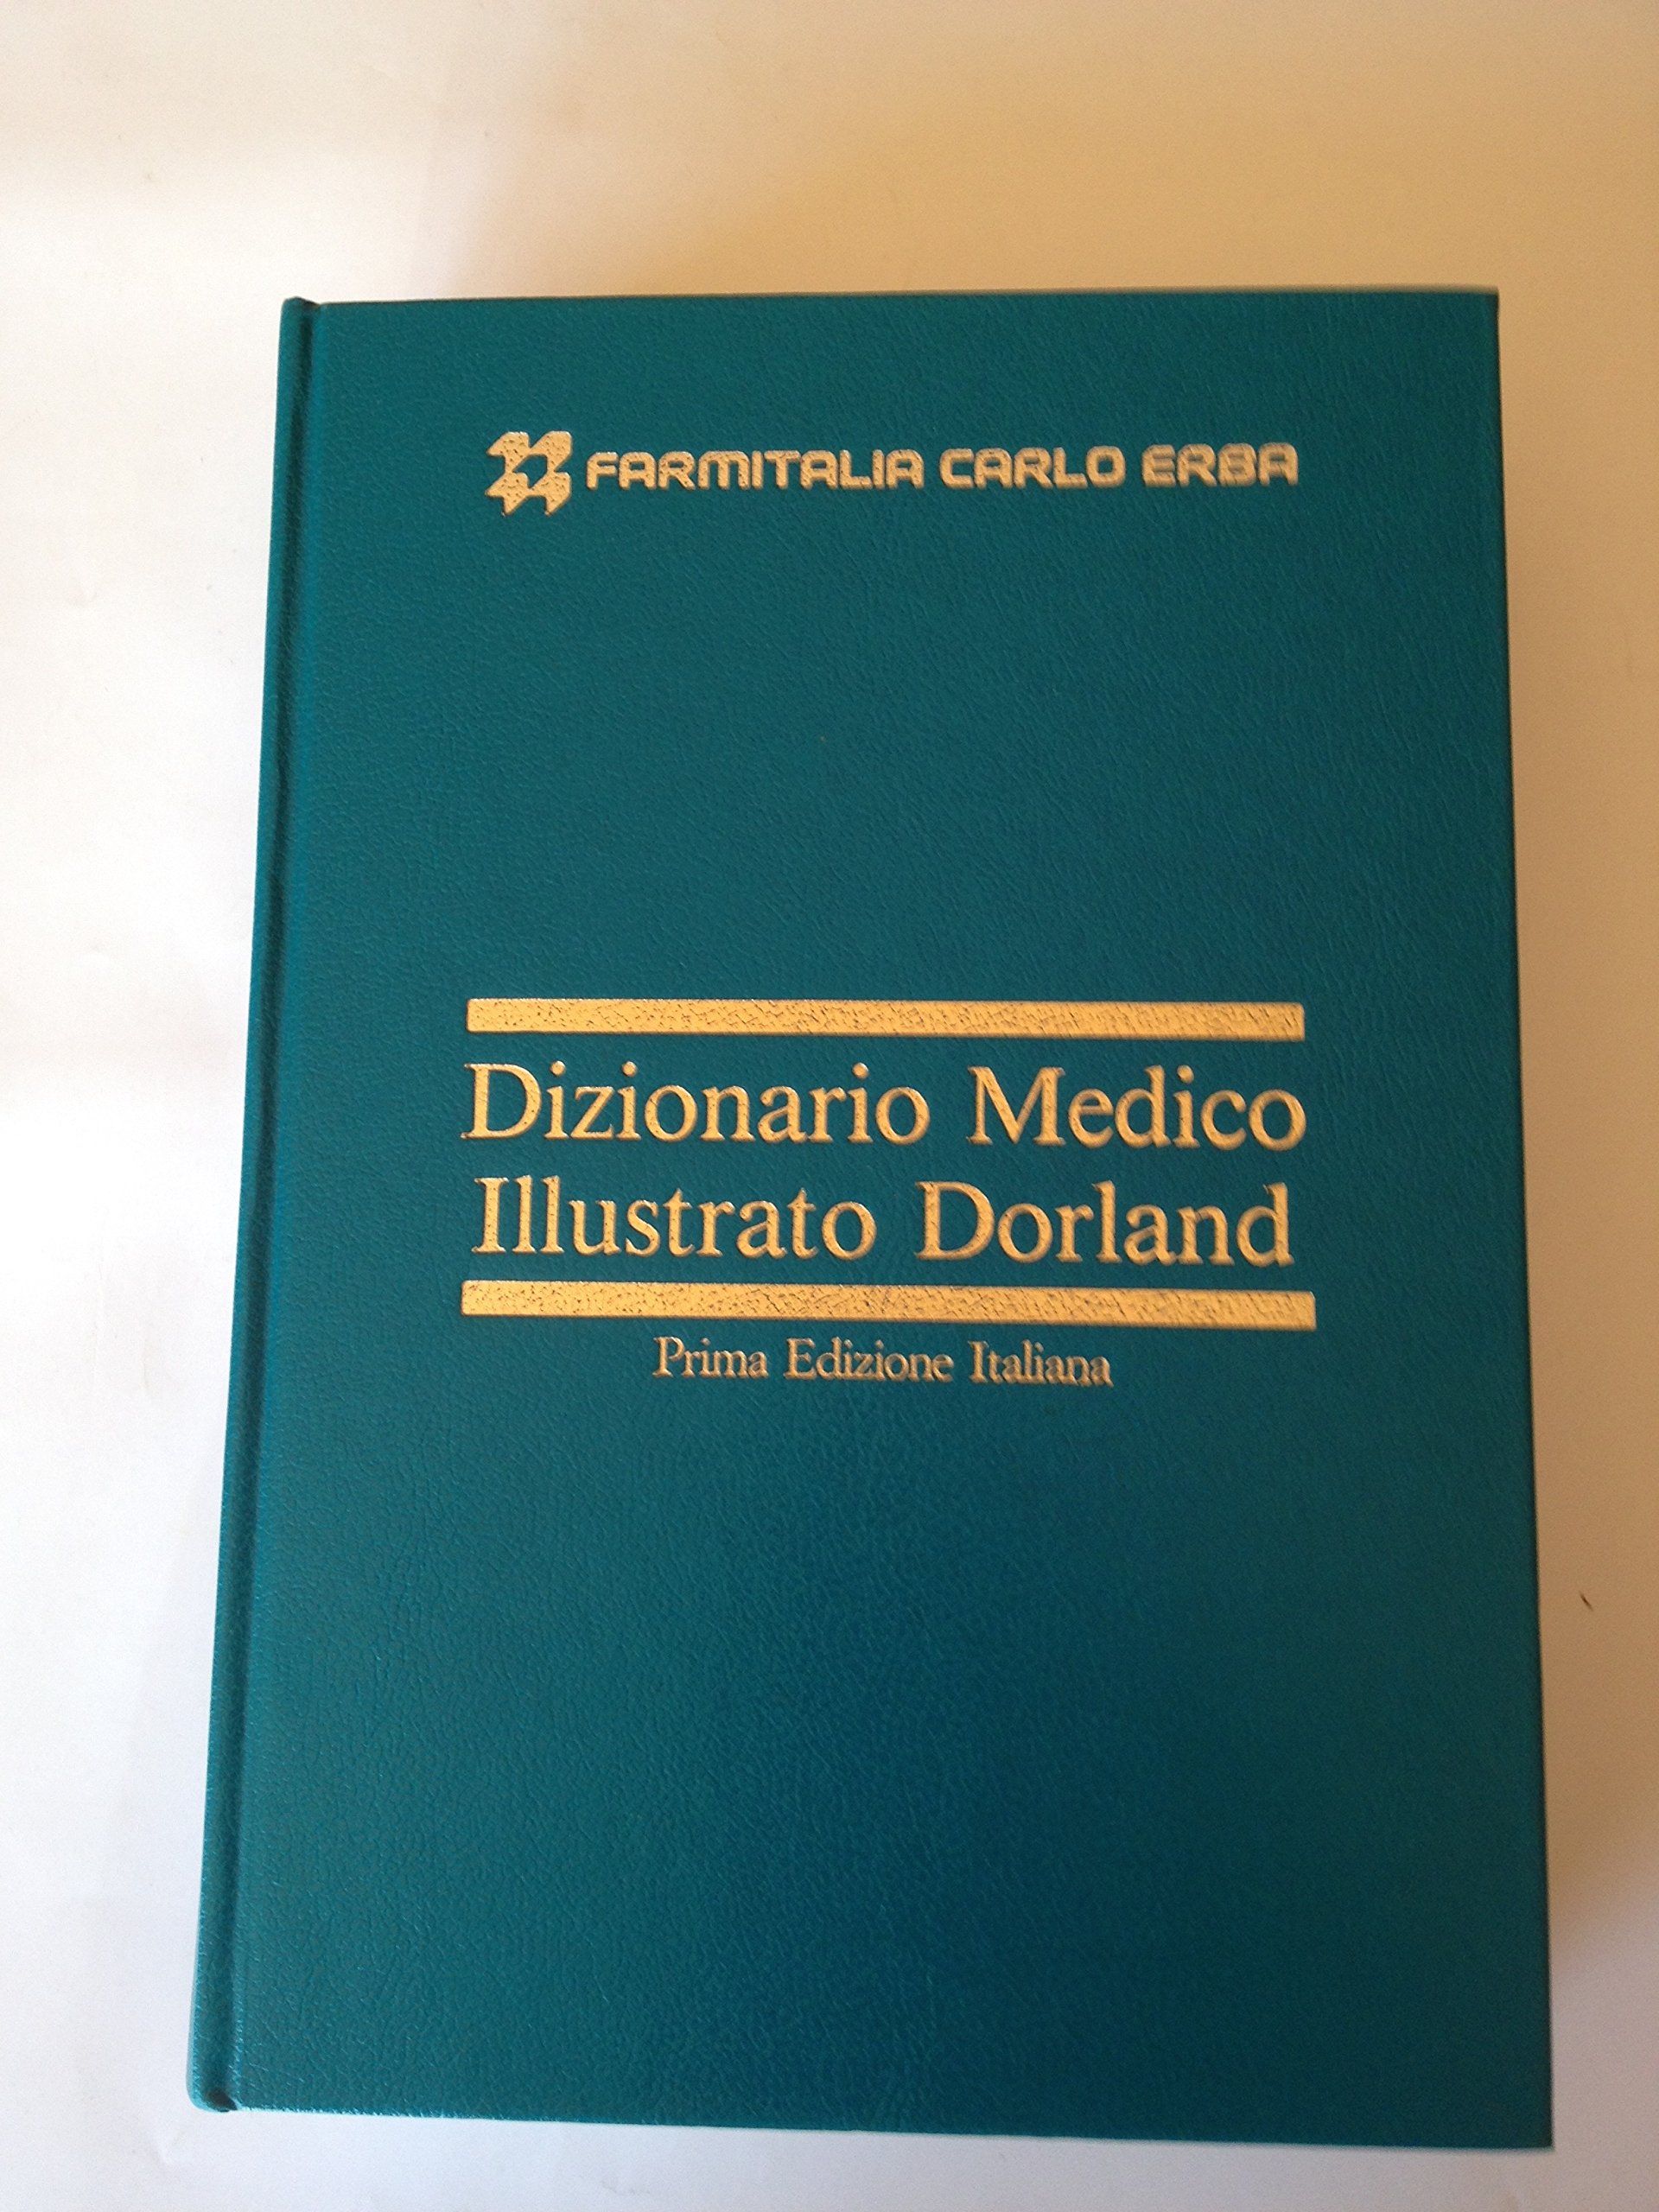 FARMITALIA CARLO ERBA
Dizionario Medico
Illustrato Dorland
Prima Edizione Italiana